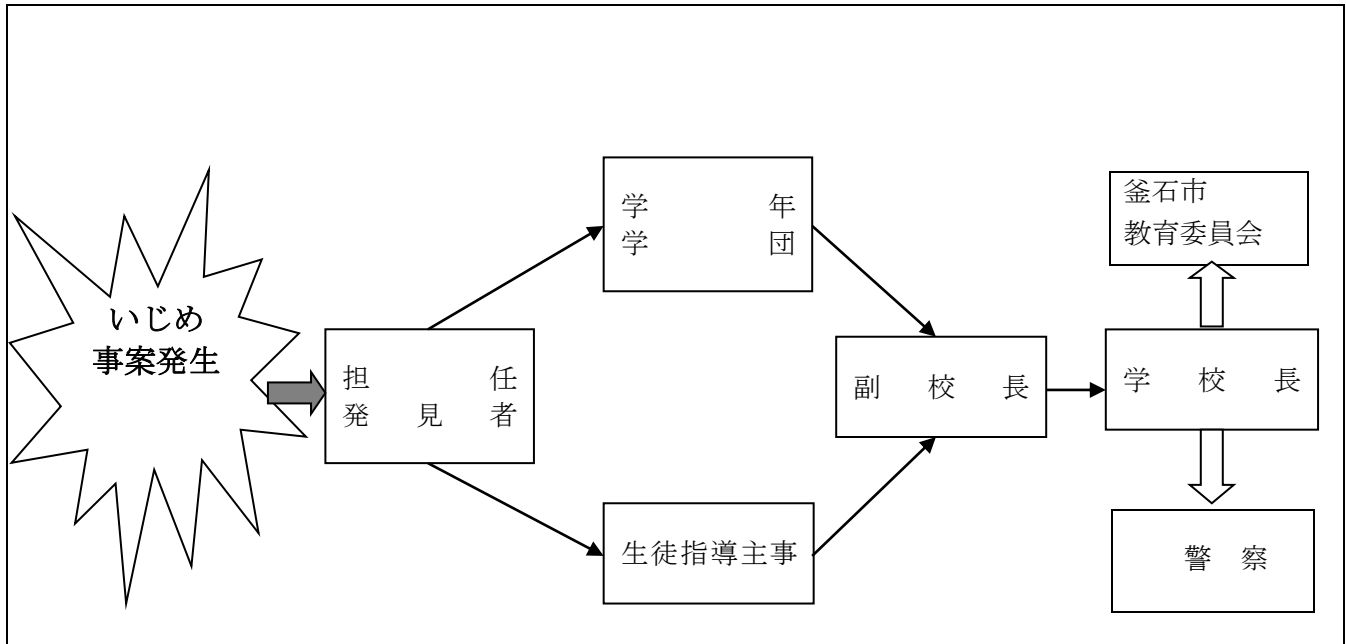 いじめ
事案発生
担任
発見者
学年
学団
生徒指導主事
副校長
学校長
釜石市
教育委員会
警察